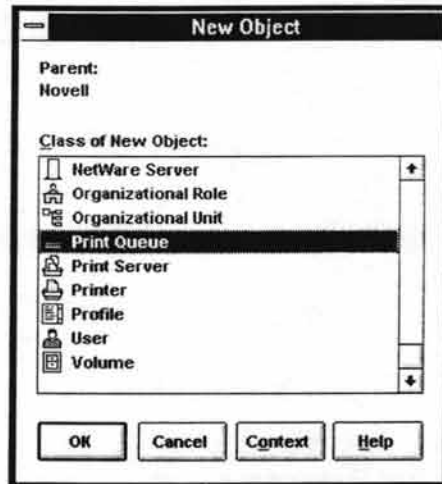 New Object
Parent:
Novell
Class of New Object:
NetWare Server
Organizational Role
Organizational Unit
Print Queue
Print Server
Printer
Profile
User
Volume
OK
Cancel
Context
Help